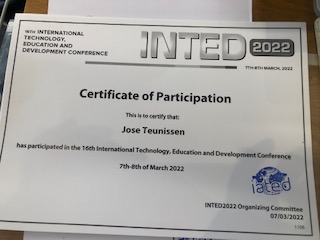 16TH INTERNATIONAL
TECHNOLOGY,
EDUCATION AND
DEVELOPMENT CONFERENCE
INTED 2022
7TH-8TH MARCH, 2022
Certificate of Participation
This is to certify that:
Jose Teunissen
has participated in the 16th International Technology, Education and Development Conference
7th-8th of March 2022
iated
INTED2022 Organizing Committee
07/03/2022